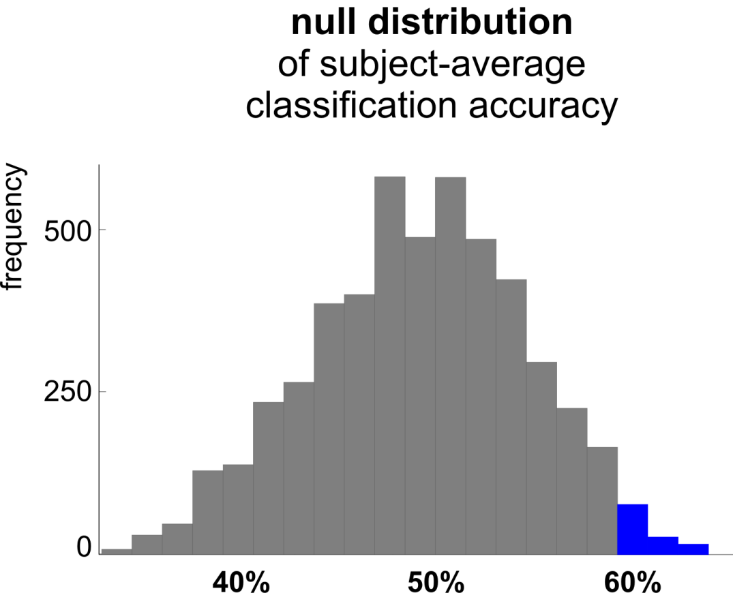 null distribution
of subject-average
classification accuracy
frequency
500
250
0
40%
50%
60%